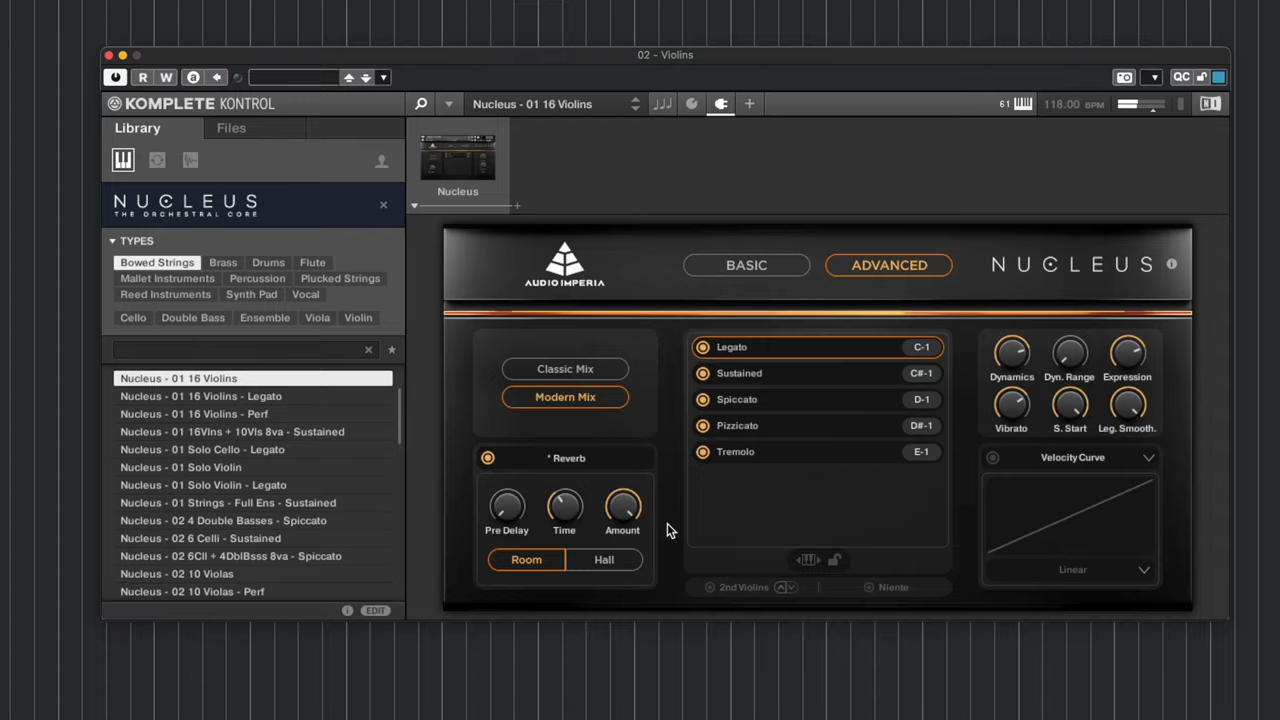 02 - Violins
R W a QC
KOMPLETE KONTROL
Nucleus - 01 16 Violins
61
118.00 BPM
Library Files
NUCLEUS
THE ORCHESTRAL CORE
Nucleus
TYPES
Bowed Strings Brass Drums Flute
Mallet Instruments Percussion Plucked Strings
Reed Instruments Synth Pad Vocal
Cello Double Bass Ensemble Viola Violin
Nucleus - 01 16 Violins
Nucleus - 01 16 Violins - Legato
Nucleus - 01 16 Violins - Perf
Nucleus - 01 16VIns + 10Vls 8va - Sustained
Nucleus - 01 Solo Cello - Legato
Nucleus - 01 Solo Violin
Nucleus - 01 Solo Violin - Legato
Nucleus - 01 Strings - Full Ens - Sustained
Nucleus - 02 4 Double Basses - Spiccato
Nucleus - 02 6 Celli - Sustained
Nucleus - 02 6Cll + 4DblBsss 8va - Spiccato
Nucleus - 02 10 Violas
Nucleus - 02 10 Violas - Perf
EDIT
AUDIO IMPERIA
BASIC ADVANCED
NUCLEUS
Classic Mix
Modern Mix
* Reverb
Pre Delay Time Amount
Room Hall
Legato C-1
Sustained C#-1
Spiccato D-1
Pizzicato D#-1
Tremolo E-1
2nd Violins Niente
Dynamics Dyn. Range Expression
Vibrato S. Start Leg. Smooth.
Velocity Curve
Linear